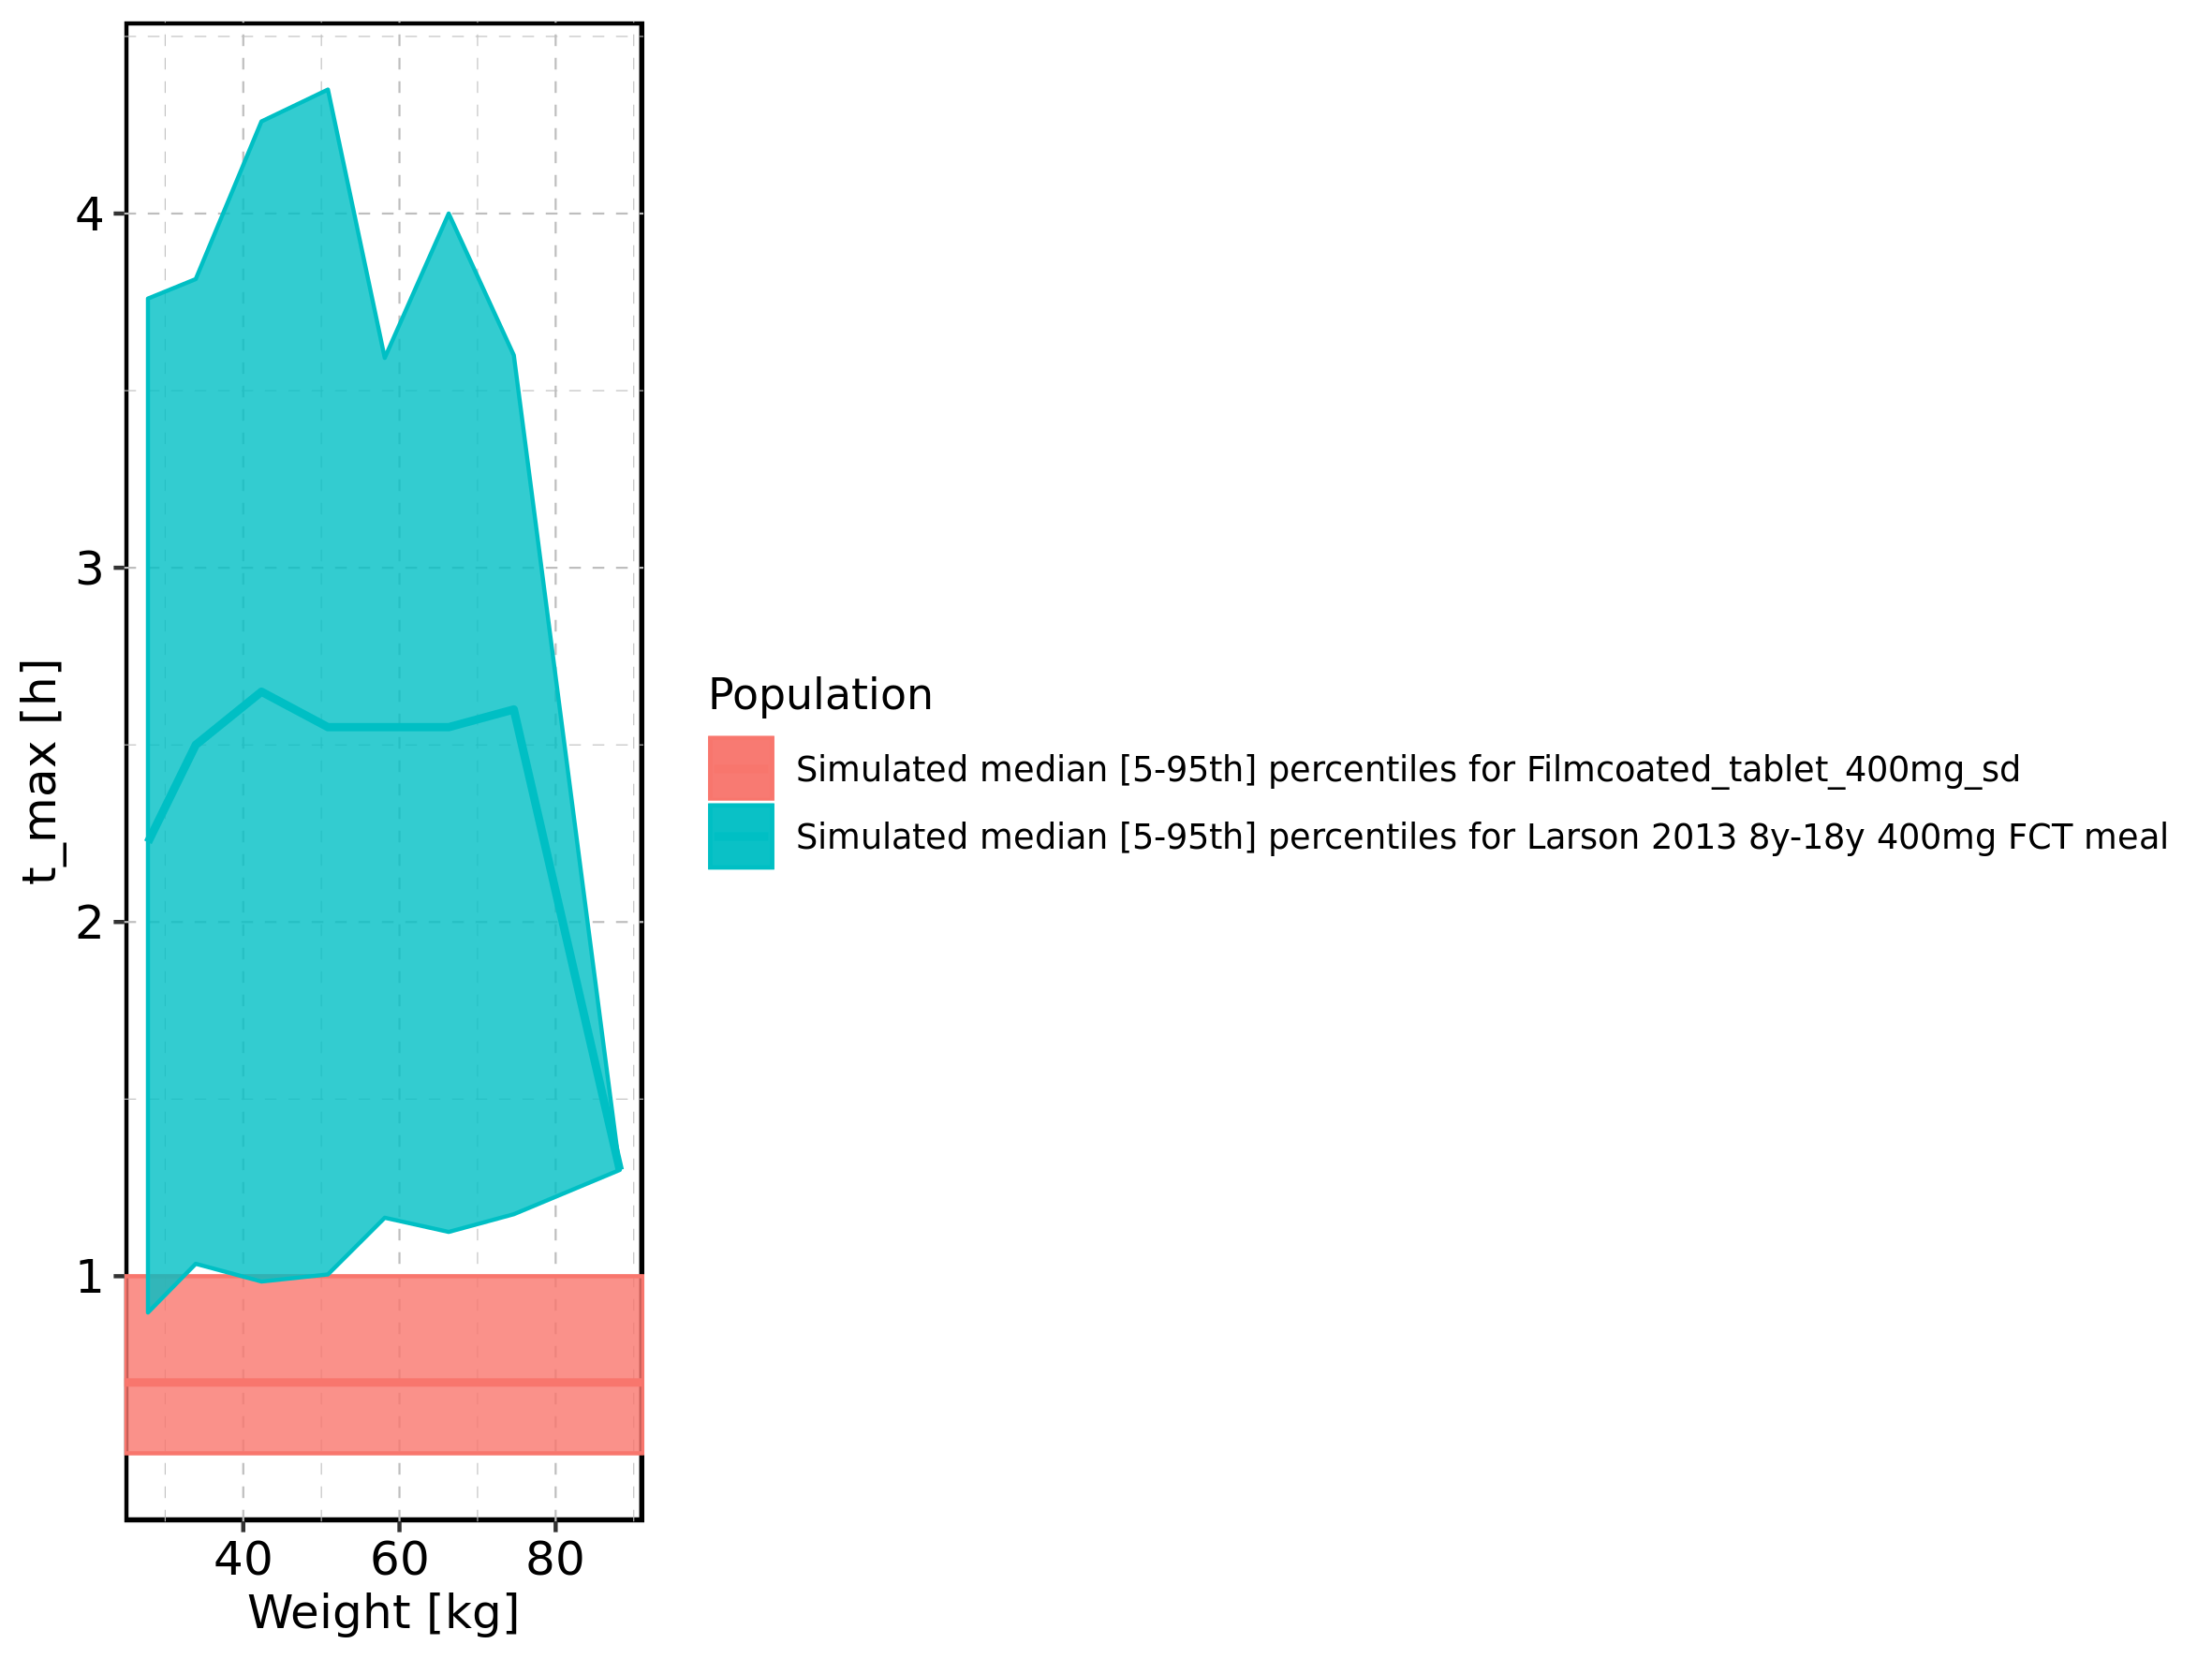 4
3
2
1
t_max [h]
40 60 80
Weight [kg]
Population
Simulated median [5-95th] percentiles for Filmcoated_tablet_400mg_sd
Simulated median [5-95th] percentiles for Larson 2013 8y-18y 400mg FCT meal